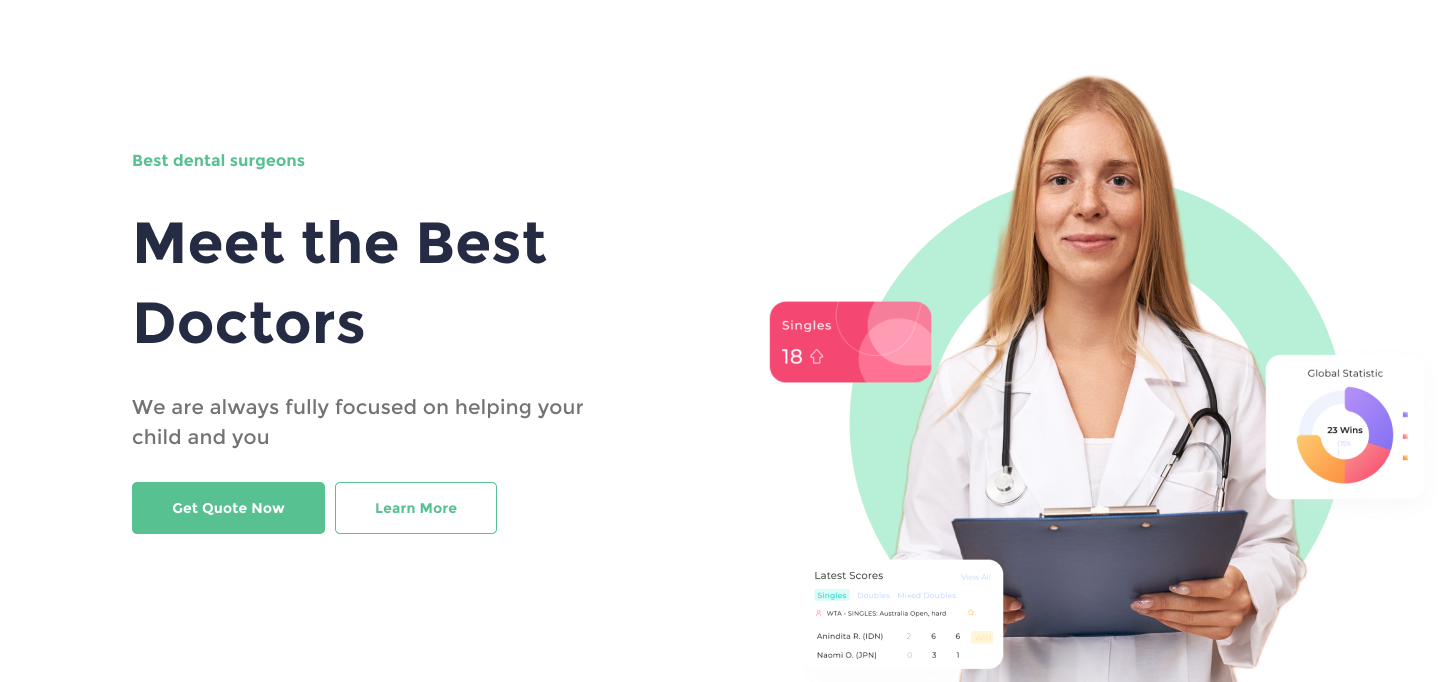 Best dental surgeons
Meet the Best
Doctors
We are always fully focused on helping your
child and you
Get Quote Now
Learn More
Singles
18
Global Statistic
23 Wins
Latest Scores
View All
Singles Doubles Mixed Doubles
WTA - SINGLES: Australia Open, hard
Anindita R. (IDN) 2 6 6
Naomi O. (JPN) 0 3 1